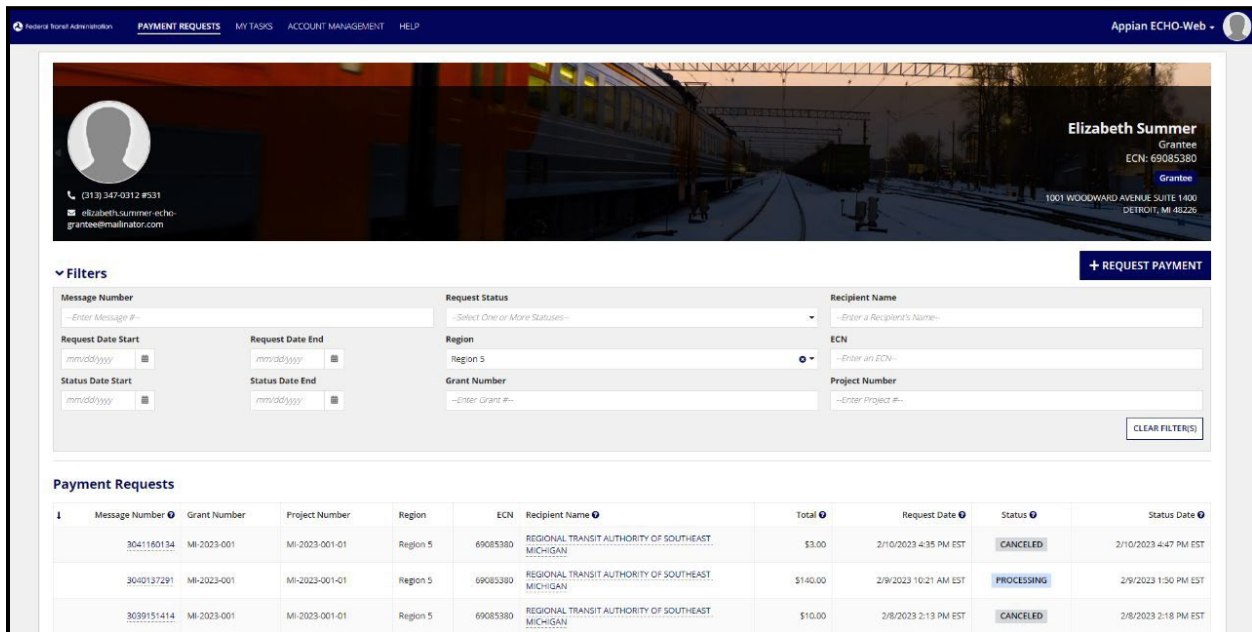 Federal Transit Administration PAYMENT REQUESTS MY TASKS ACCOUNT MANAGEMENT HELP Appian ECHO-Web
Elizabeth Summer
Grantee
ECN: 69085380
Grantee
1001 WOODWARD AVENUE SUITE 1400
DETROIT, MI 48226
(313) 347-0312 #531
elizabeth.summer-echo-
grantee@mailinator.com
+ REQUEST PAYMENT
Filters
Message Number Request Status Recipient Name
--Enter Message #-- --Select One or More Statuses-- --Enter a Recipient's Name--
Request Date Start Request Date End Region ECN
mm/dd/yyyy mm/dd/yyyy Region 5 --Enter an ECN--
Status Date Start Status Date End Grant Number Project Number
mm/dd/yyyy mm/dd/yyyy --Enter Grant #-- --Enter Project #--
CLEAR FILTER(S)
Payment Requests
Message Number Grant Number Project Number Region ECN Recipient Name Total Request Date Status Status Date
3041160134 MI-2023-001 MI-2023-001-01 Region 5 69085380 REGIONAL TRANSIT AUTHORITY OF SOUTHEAST MICHIGAN $3.00 2/10/2023 4:35 PM EST CANCELED 2/10/2023 4:47 PM EST
3040137291 MI-2023-001 MI-2023-001-01 Region 5 69085380 REGIONAL TRANSIT AUTHORITY OF SOUTHEAST MICHIGAN $140.00 2/9/2023 10:21 AM EST PROCESSING 2/9/2023 1:50 PM EST
3039151414 MI-2023-001 MI-2023-001-01 Region 5 69085380 REGIONAL TRANSIT AUTHORITY OF SOUTHEAST MICHIGAN $10.00 2/8/2023 2:13 PM EST CANCELED 2/8/2023 2:18 PM EST